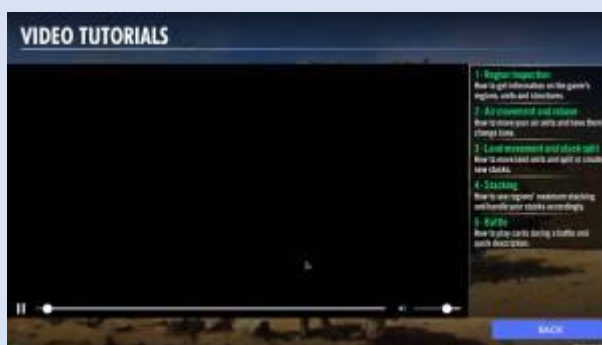 VIDEO TUTORIALS
1 - Region inspection
How to get information on the game's
regions, units and structures.
2 - Air movement and rebase
How to move your air units and have them
change base.
3 - Land movement and stack split
How to move land units and split or create
new stacks.
4 - Stacking
How to use regions' maximum stacking
and handle your stacks accordingly.
5 - Battle
How to play cards during a battle and
quick description.
BACK